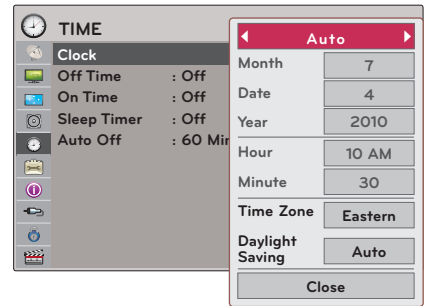 TIME
Clock
Off Time : Off
On Time : Off
Sleep Timer : Off
Auto Off : 60 Min
Auto
Month 7
Date 4
Year 2010
Hour 10 AM
Minute 30
Time Zone Eastern
Daylight
Saving Auto
Close